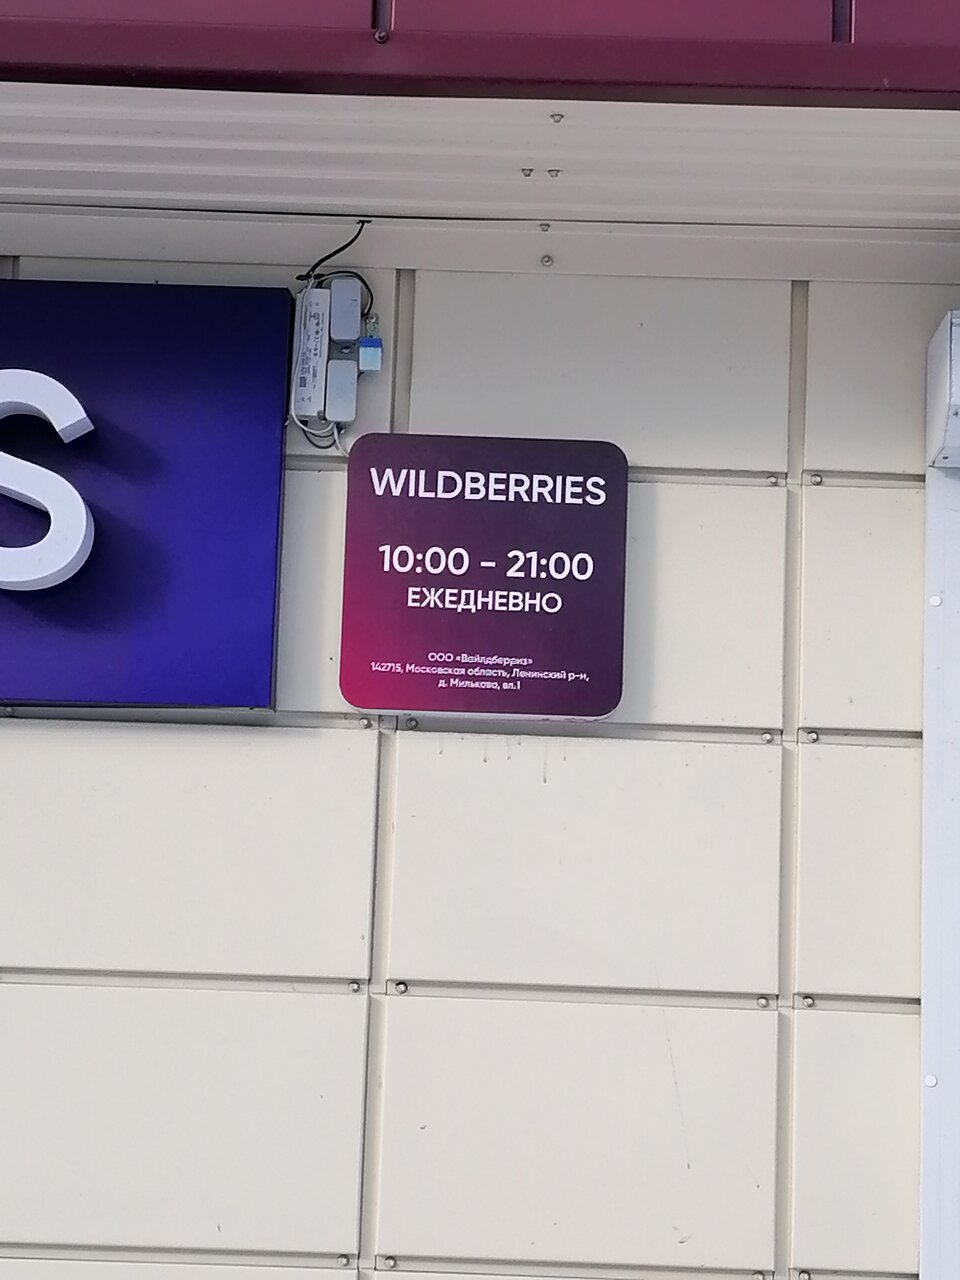 S
WILDBERRIES
10:00 – 21:00
ЕЖЕДНЕВНО
ООО «Вайлдберриз»
142715, Московская область, Ленинский р-н,
д. Мильково, вл.1